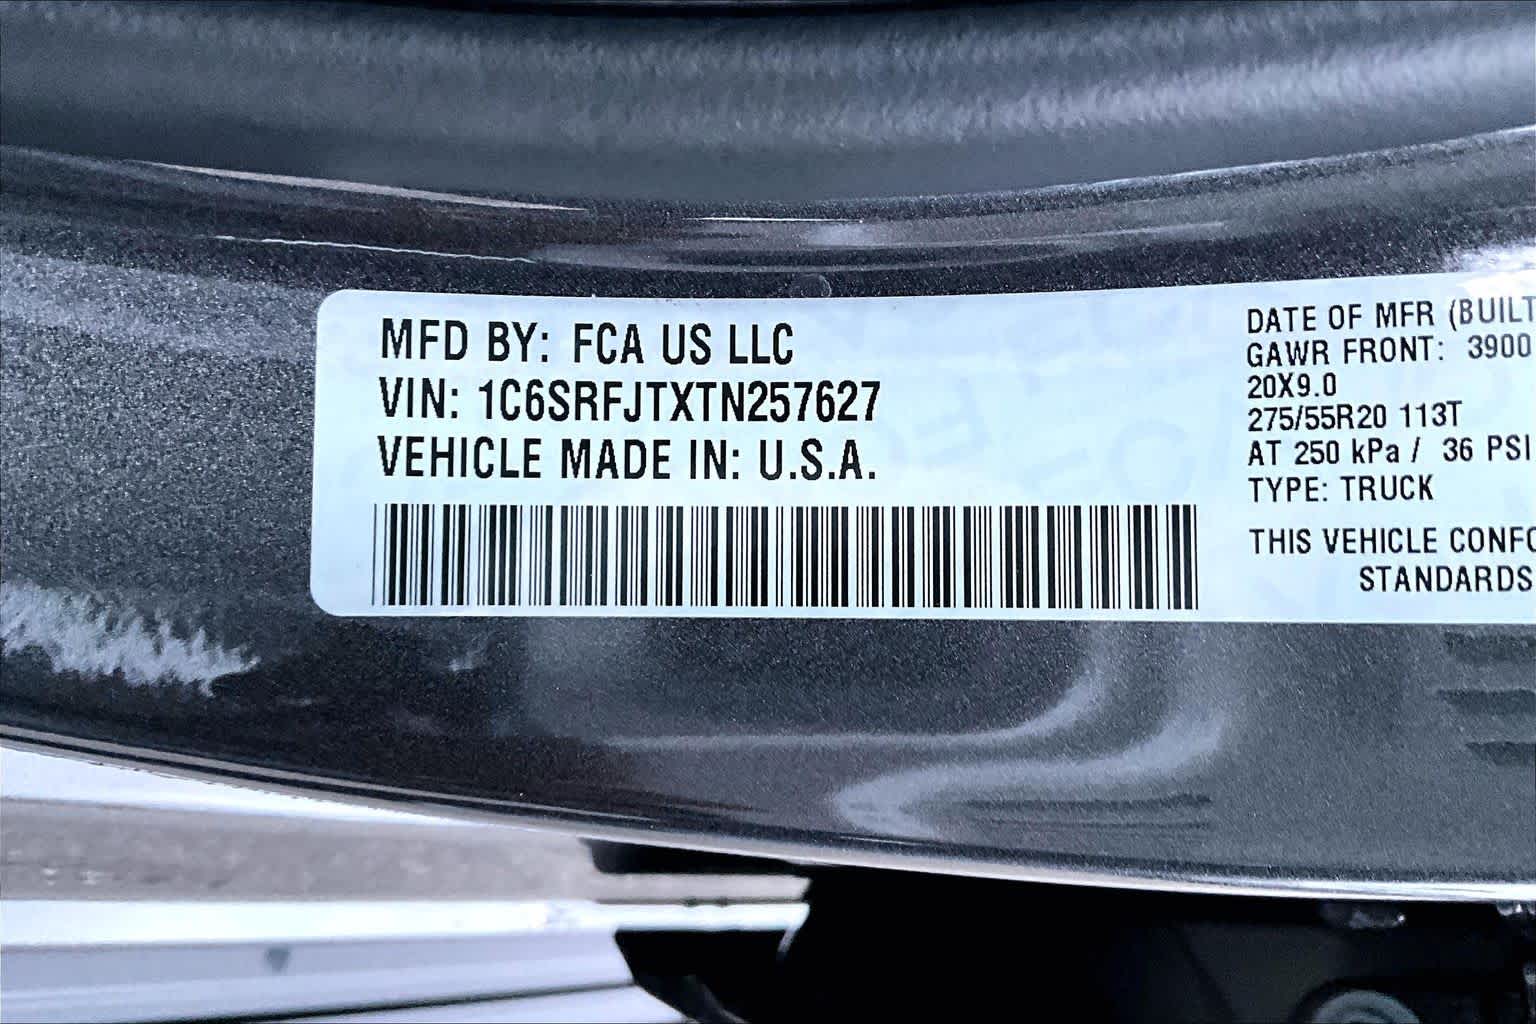 MFD BY: FCA US LLC
VIN: 1C6SRFJTXTN257627
VEHICLE MADE IN: U.S.A.
DATE OF MFR (BUILT
GAWR FRONT: 3900
20X9.0
275/55R20 113T
AT 250 kPa / 36 PSI
TYPE: TRUCK
THIS VEHICLE CONFO
STANDARDS